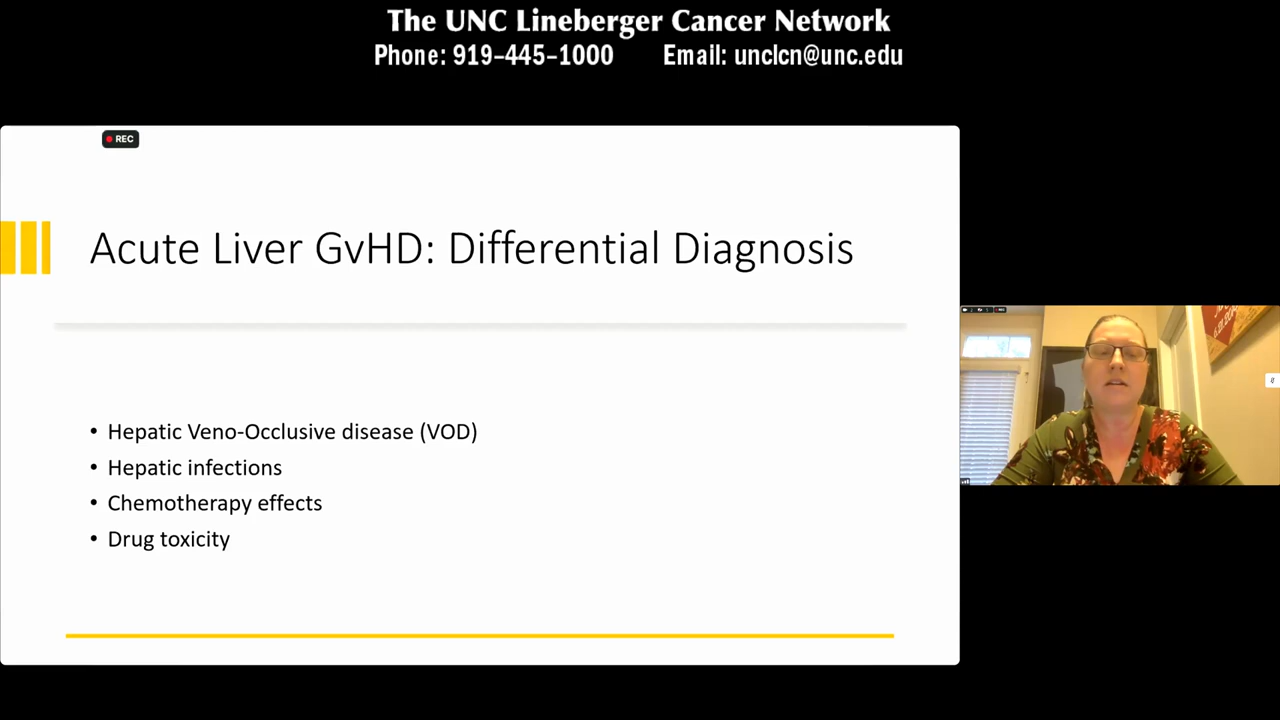 The UNC Lineberger Cancer Network
Phone: 919-445-1000 Email: unclcn@unc.edu
REC
Acute Liver GvHD: Differential Diagnosis
• Hepatic Veno-Occlusive disease (VOD)
• Hepatic infections
• Chemotherapy effects
• Drug toxicity